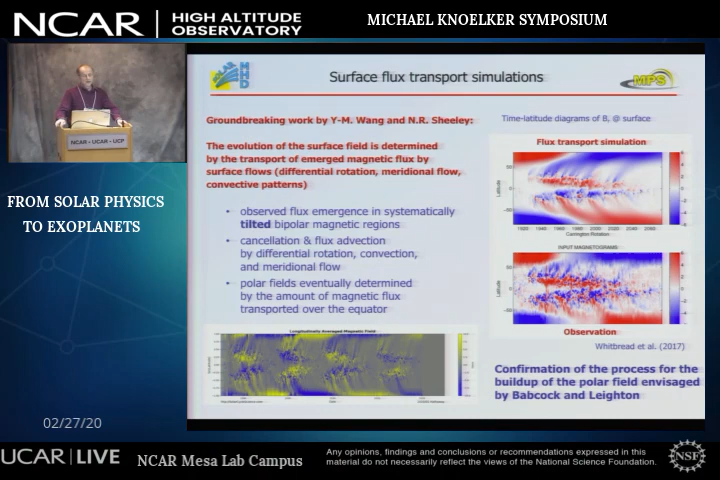 NCAR
HIGH ALTITUDE
OBSERVATORY
MICHAEL KNOELKER SYMPOSIUM
NCAR - UCAR - UCP
FROM SOLAR PHYSICS
TO EXOPLANETS
02/27/20
MPS
Surface flux transport simulations
Groundbreaking work by Y-M. Wang and N.R. Sheeley:
The evolution of the surface field is determined
by the transport of emerged magnetic flux by
surface flows (differential rotation, meridional flow,
convective patterns)
• observed flux emergence in systematically
tilted bipolar magnetic regions
• cancellation & flux advection
by differential rotation, convection,
and meridional flow
• polar fields eventually determined
by the amount of magnetic flux
transported over the equator
Longitudinally Averaged Magnetic Field
Time-latitude diagrams of B, @ surface
Flux transport simulation
Latitude
Carrington Rotation
INPUT MAGNETOGRAMS
Latitude
Observation
Whitbread et al. (2017)
Confirmation of the process for the
buildup of the polar field envisaged
by Babcock and Leighton
UCAR | LIVE
NCAR Mesa Lab Campus
Any opinions, findings and conclusions or recommendations expressed in this
material do not necessarily reflect the views of the National Science Foundation.
NSF